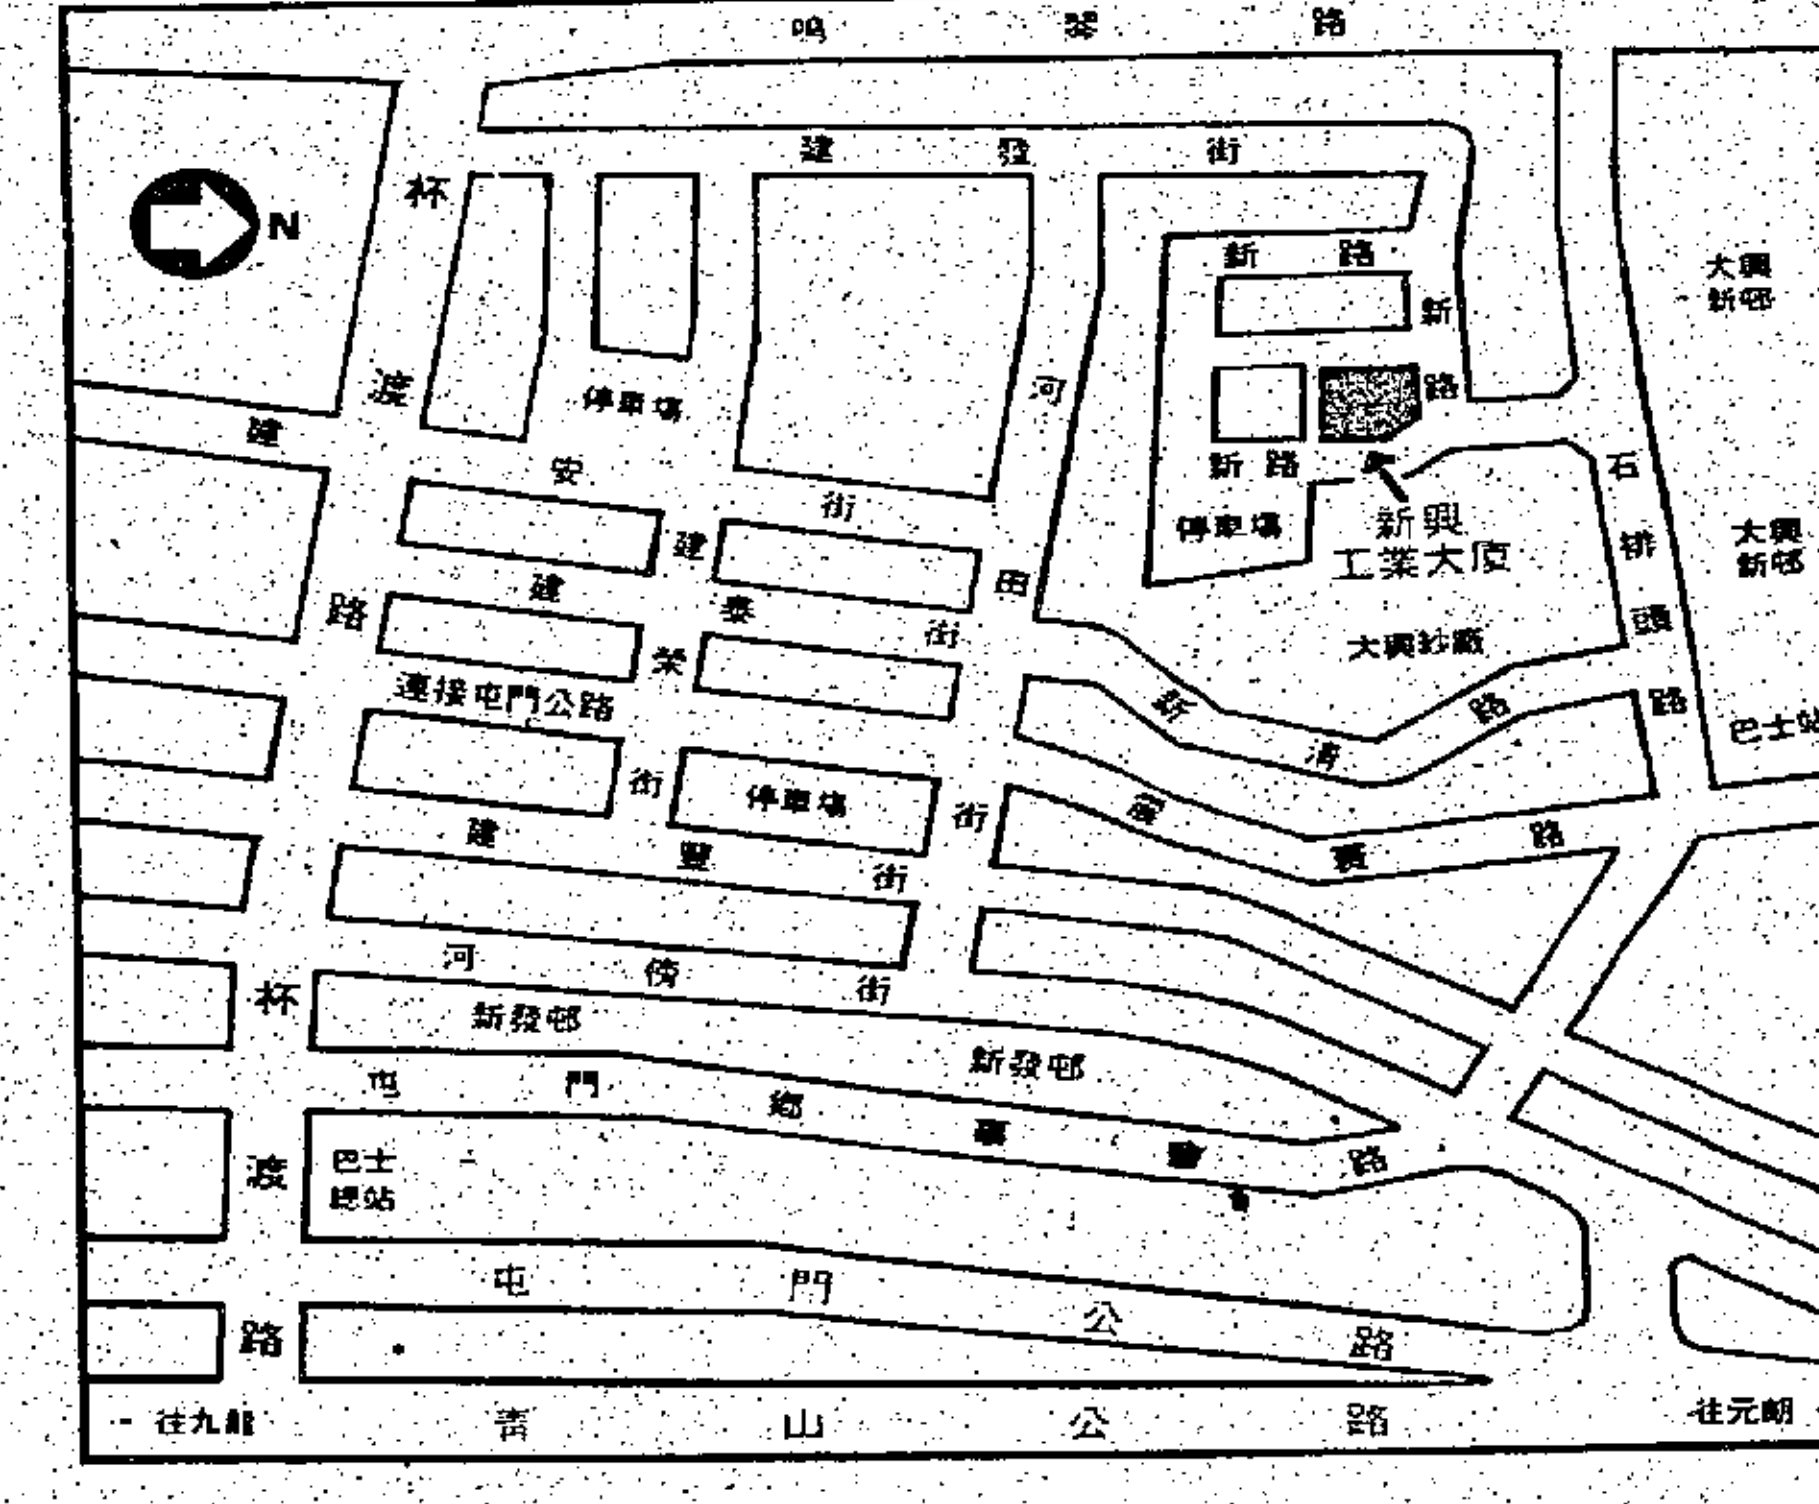 鳴琴路
建發街
杯渡路
N
新路
新路
大興
新邨
停車場
河田街
建安街
新路
石排頭路
停車場
新興
工業大廈
大興
新邨
建泰街
建榮街
大興紗廠
連接屯門公路
路
巴士站
停車場
路
建豐街
河傍街
杯渡路
新發邨
新發邨
屯門鄉事會路
巴士
總站
屯門公路
往九龍
青山公路
往元朗